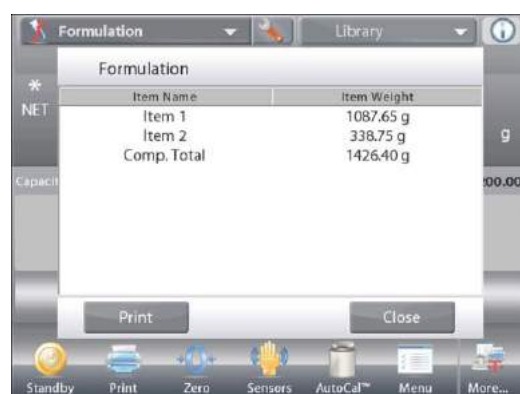 Formulation Library
Formulation
Item Name Item Weight
Item 1 1087.65 g
Item 2 338.75 g
Comp. Total 1426.40 g
*
NET
g
Capacit
200.00
Print Close
Standby Print Zero Sensors AutoCal™ Menu More...